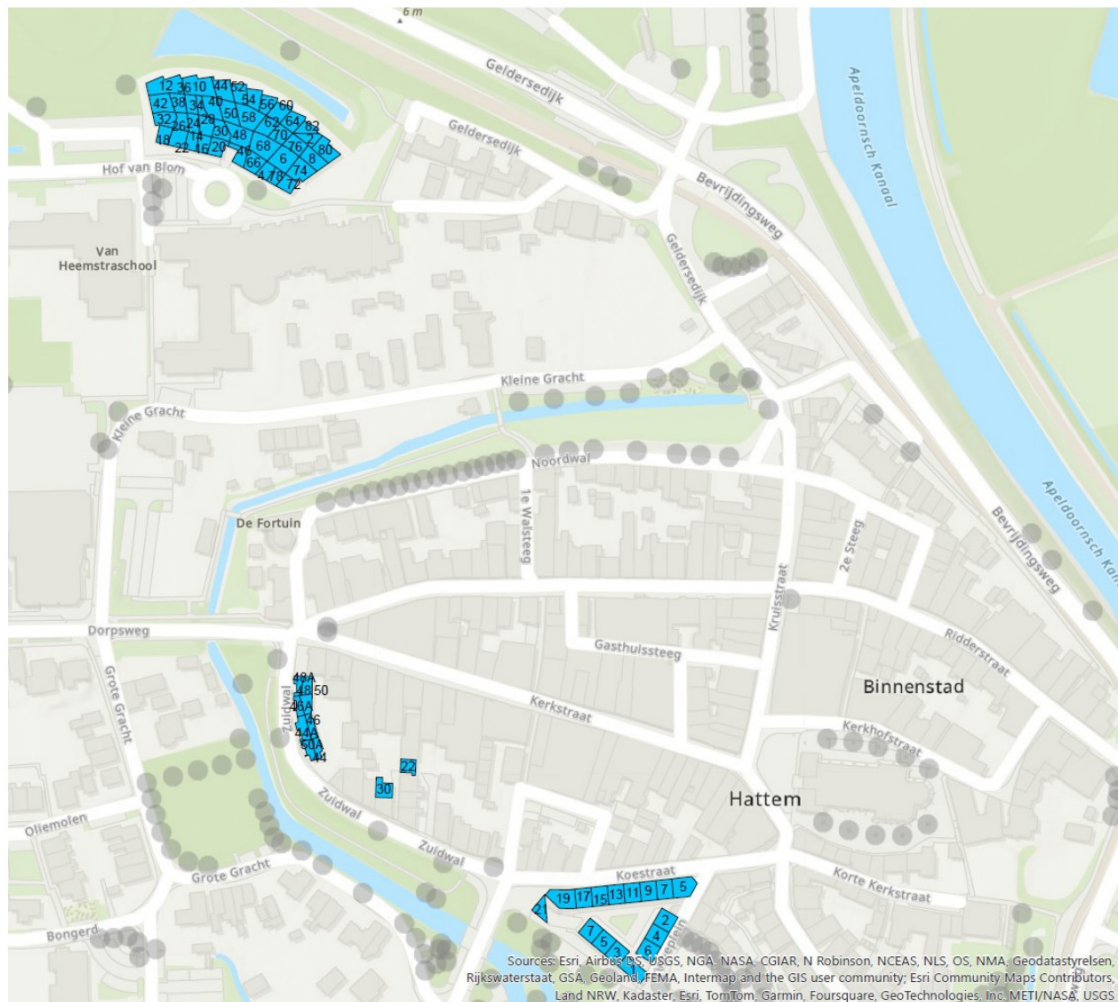 6 m
Geldersedijk
Apeldoornsch Kanaal
12 36 10 44 52
42 38 34 40 54 56 60
32 26 24 28 50 58 62 64 82
18 14 30 48 70 2 80
22 16 20 46 68 76
66 6 8
4 78 74
72
Geldersedijk
Hof van Blom
Bevrijdingsweg
Van
Heemstraschool
Geldersedijk
Kleine Gracht
Kleine Gracht
Noordwal
Apeldoornsch Kan
Bevrijdingsweg
De Fortuin
1e Walsteeg
2e Steeg
Kruisstraat
Dorpsweg
Gasthuissteeg
Ridderstraat
Grote Gracht
48A
48 50
46A
46
44A
50A
44
Zuidwal
Kerkstraat
Binnenstad
Kerkhofstraat
22
30
Hattem
Zuidwal
Oliemolen
Zuidwal
Grote Gracht
Koestraat
Korte Kerkstraat
19 17 15 13 11 9 7 5
21
Bongerd
7 5 3
2 4 6
Sources: Esri, Airbus DS, USGS, NGA, NASA, CGIAR, N Robinson, NCEAS, NLS, OS, NMA, Geodatastyrelsen,
Rijkswaterstaat, GSA, Geoland, FEMA, Intermap and the GIS user community; Esri Community Maps Contributors,
Land NRW, Kadaster, Esri, TomTom, Garmin, Foursquare, GeoTechnologies, Inc, METI/NASA, USGS